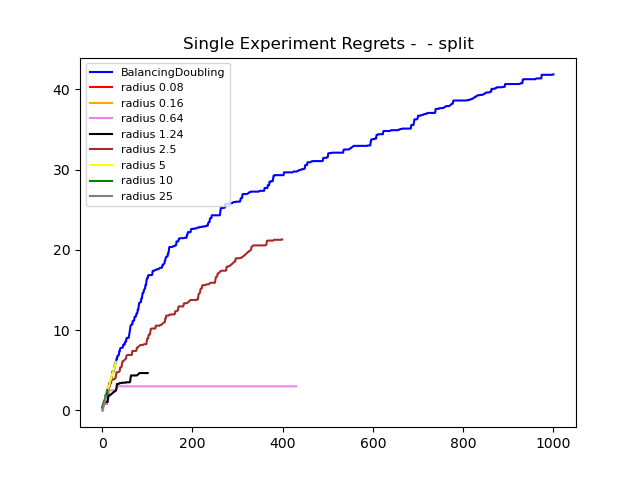 Single Experiment Regrets -  - split
BalancingDoubling
radius 0.08
radius 0.16
radius 0.64
radius 1.24
radius 2.5
radius 5
radius 10
radius 25
40
30
20
10
0
0 200 400 600 800 1000